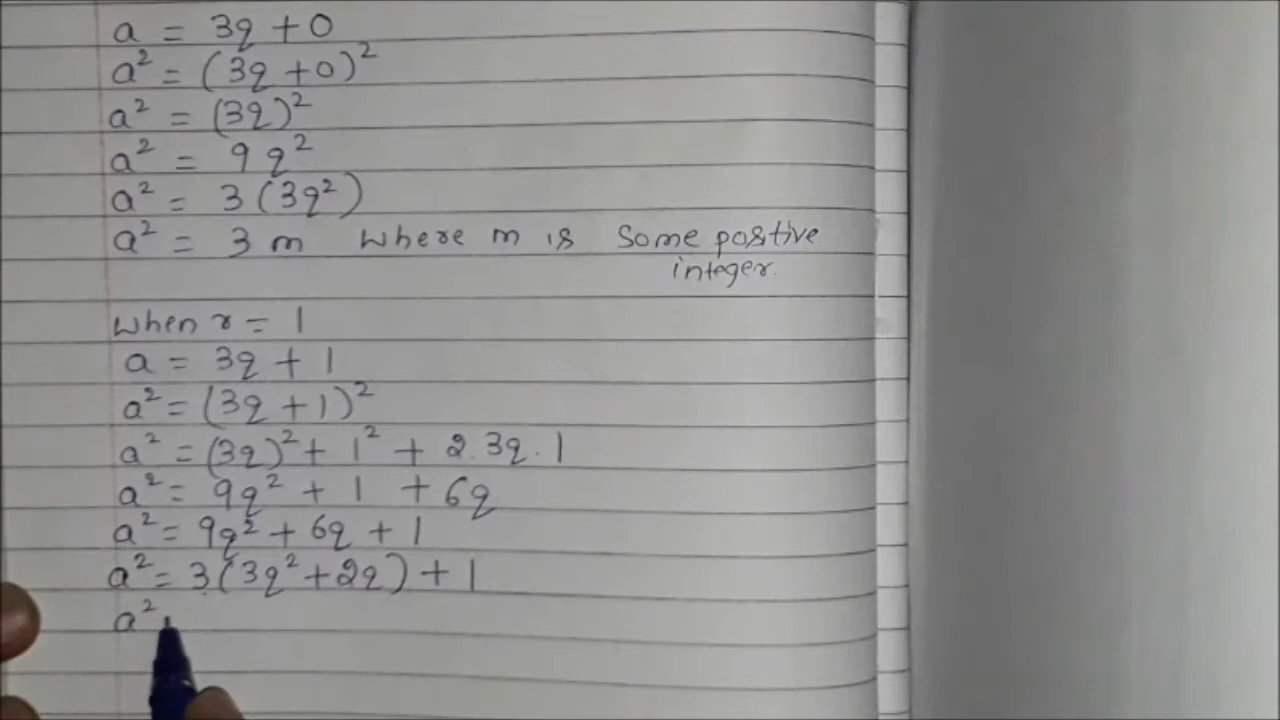 a = 3q + 0
a² = (3q + 0)²
a² = (3q)²
a² = 9q²
a² = 3(3q²)
a² = 3m where m is some positive
integer.
when r = 1
a = 3q + 1
a² = (3q + 1)²
a² = (3q)² + 1² + 2.3q.1
a² = 9q² + 1 + 6q
a² = 9q² + 6q + 1
a² = 3(3q² + 2q) + 1
a²